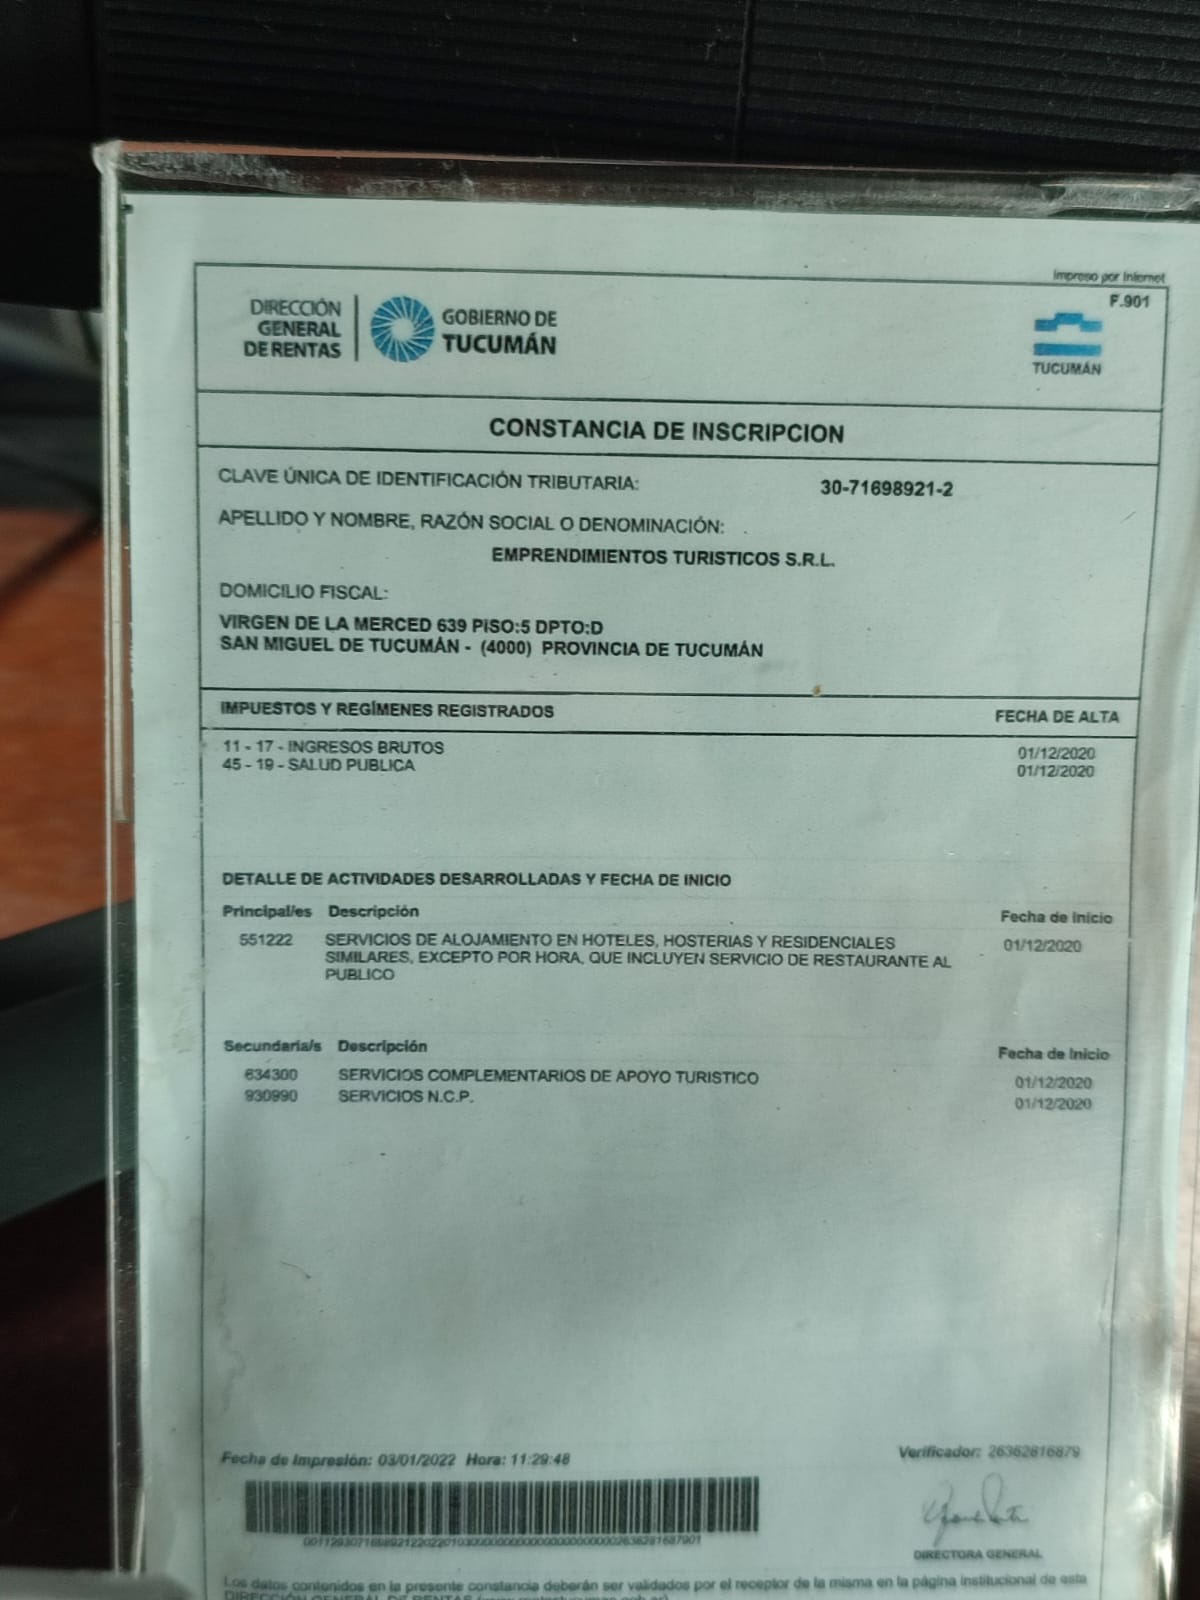 Impreso por Internet
F.901
DIRECCIÓN
GENERAL
DE RENTAS
GOBIERNO DE
TUCUMÁN
TUCUMÁN
CONSTANCIA DE INSCRIPCION
CLAVE ÚNICA DE IDENTIFICACIÓN TRIBUTARIA: 30-71698921-2
APELLIDO Y NOMBRE, RAZÓN SOCIAL O DENOMINACIÓN:
EMPRENDIMIENTOS TURISTICOS S.R.L.
DOMICILIO FISCAL:
VIRGEN DE LA MERCED 639 PISO:5 DPTO:D
SAN MIGUEL DE TUCUMÁN - (4000) PROVINCIA DE TUCUMÁN
IMPUESTOS Y REGÍMENES REGISTRADOS FECHA DE ALTA
11 - 17 - INGRESOS BRUTOS 01/12/2020
45 - 19 - SALUD PUBLICA 01/12/2020
DETALLE DE ACTIVIDADES DESARROLLADAS Y FECHA DE INICIO
Principal/es Descripción Fecha de Inicio
551222 SERVICIOS DE ALOJAMIENTO EN HOTELES, HOSTERIAS Y RESIDENCIALES 01/12/2020
SIMILARES, EXCEPTO POR HORA, QUE INCLUYEN SERVICIO DE RESTAURANTE AL
PUBLICO
Secundaria/s Descripción Fecha de Inicio
634300 SERVICIOS COMPLEMENTARIOS DE APOYO TURISTICO 01/12/2020
930990 SERVICIOS N.C.P. 01/12/2020
Fecha de Impresión: 03/01/2022 Hora: 11:29:48
Verificador: 26362816879
DIRECTORA GENERAL
Los datos contenidos en la presente constancia deberán ser validados por el receptor de la misma en la página institucional de esta
DIRECCIÓN GENERAL DE RENTAS